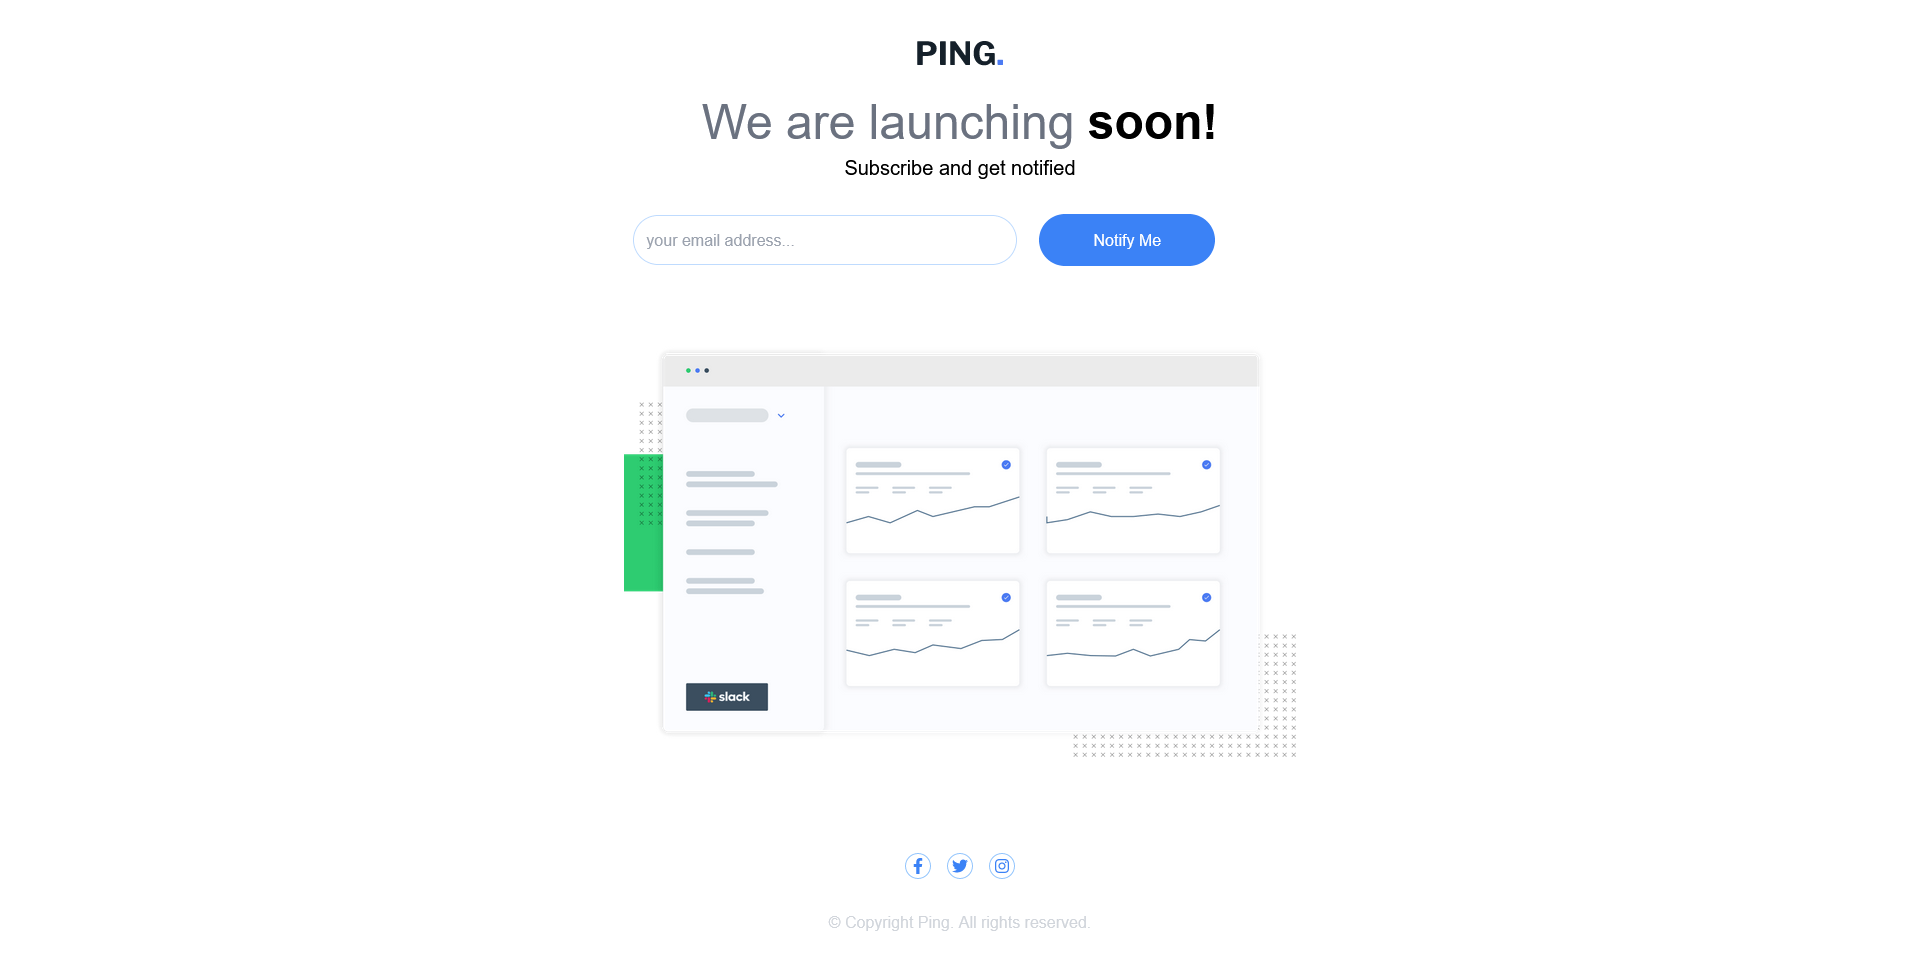 PING.
We are launching soon!
Subscribe and get notified
your email address...
Notify Me
slack
© Copyright Ping. All rights reserved.